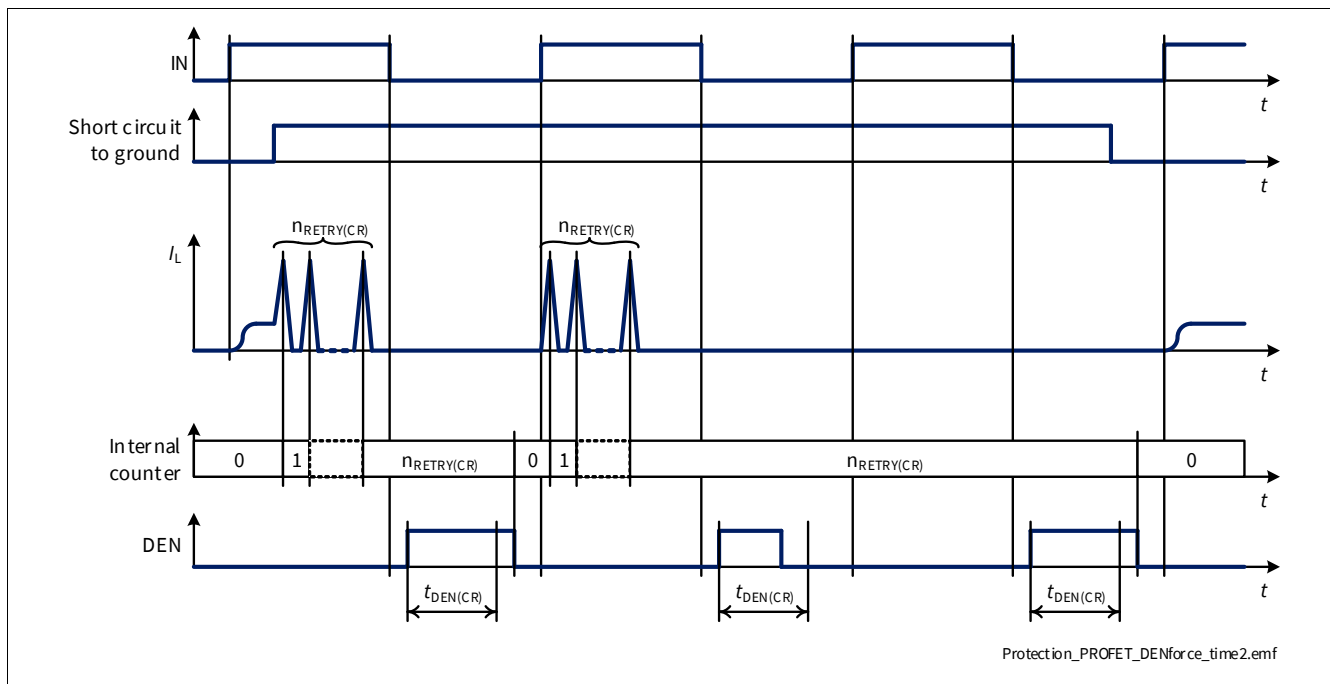 IN
t
Short circuit
to ground
t
nRETRY(CR)
nRETRY(CR)
IL
t
Internal
counter
0
1
nRETRY(CR)
0
1
nRETRY(CR)
0
t
DEN
t
tDEN(CR)
tDEN(CR)
tDEN(CR)
Protection_PROFET_DENforce_time2.emf